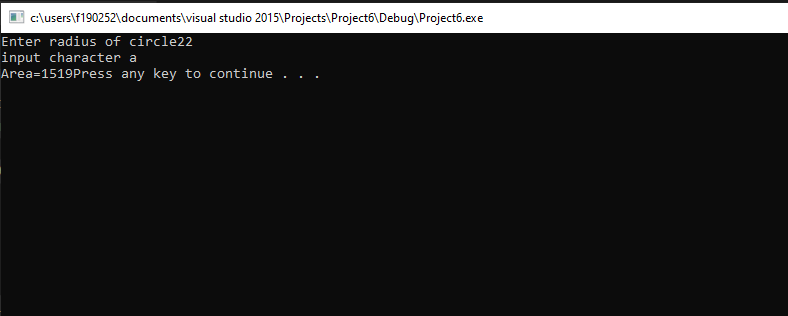 c:\users\f190252\documents\visual studio 2015\Projects\Project6\Debug\Project6.exe
Enter radius of circle22
input character a
Area=1519Press any key to continue . . .